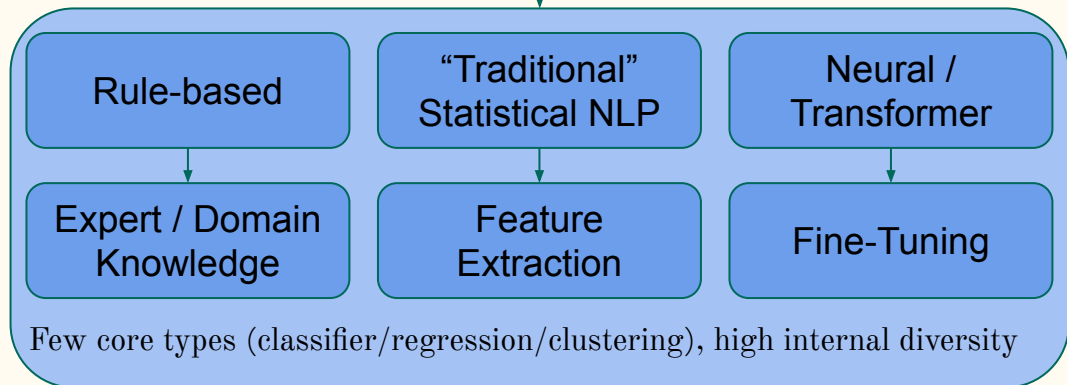 Rule-based
“Traditional”
Statistical NLP
Neural /
Transformer
Expert / Domain
Knowledge
Feature
Extraction
Fine-Tuning
Few core types (classifier/regression/clustering), high internal diversity